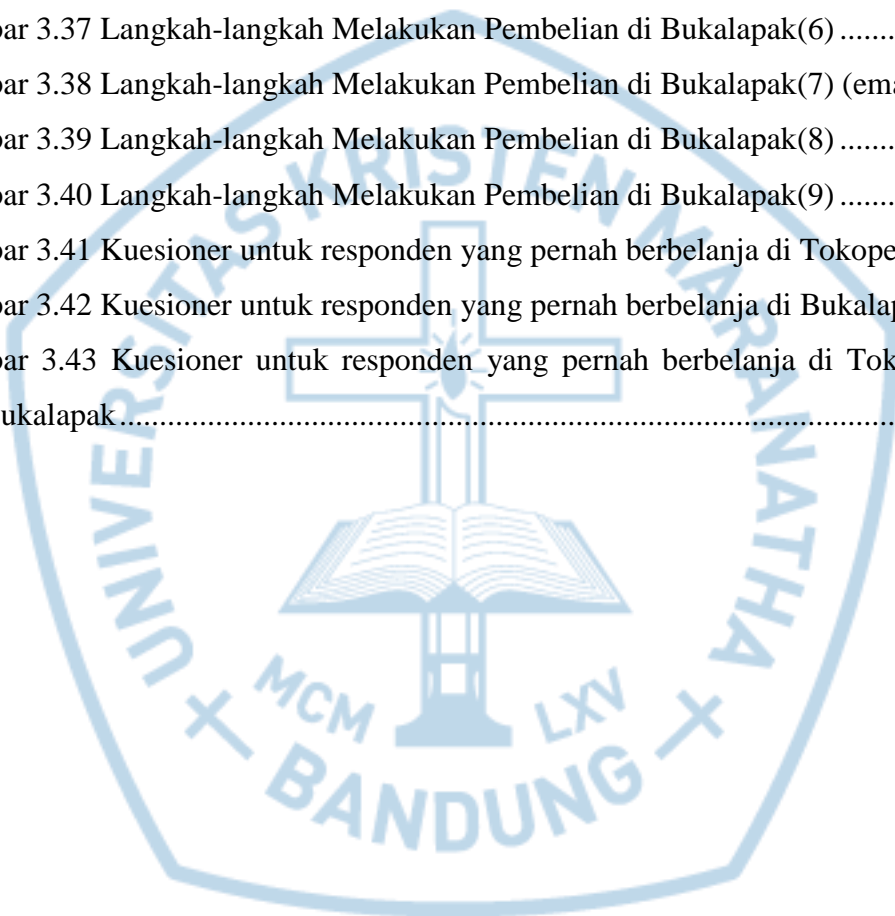 bar 3.37 Langkah-langkah Melakukan Pembelian di Bukalapak(6) ........
bar 3.38 Langkah-langkah Melakukan Pembelian di Bukalapak(7) (ema
bar 3.39 Langkah-langkah Melakukan Pembelian di Bukalapak(8) ........
bar 3.40 Langkah-langkah Melakukan Pembelian di Bukalapak(9) ........
bar 3.41 Kuesioner untuk responden yang pernah berbelanja di Tokope
bar 3.42 Kuesioner untuk responden yang pernah berbelanja di Bukalap
bar 3.43 Kuesioner untuk responden yang pernah berbelanja di Tok
ukalapak................................................................................................
UNIVERSITAS KRISTEN MARANATHA
MCM LXV
BANDUNG